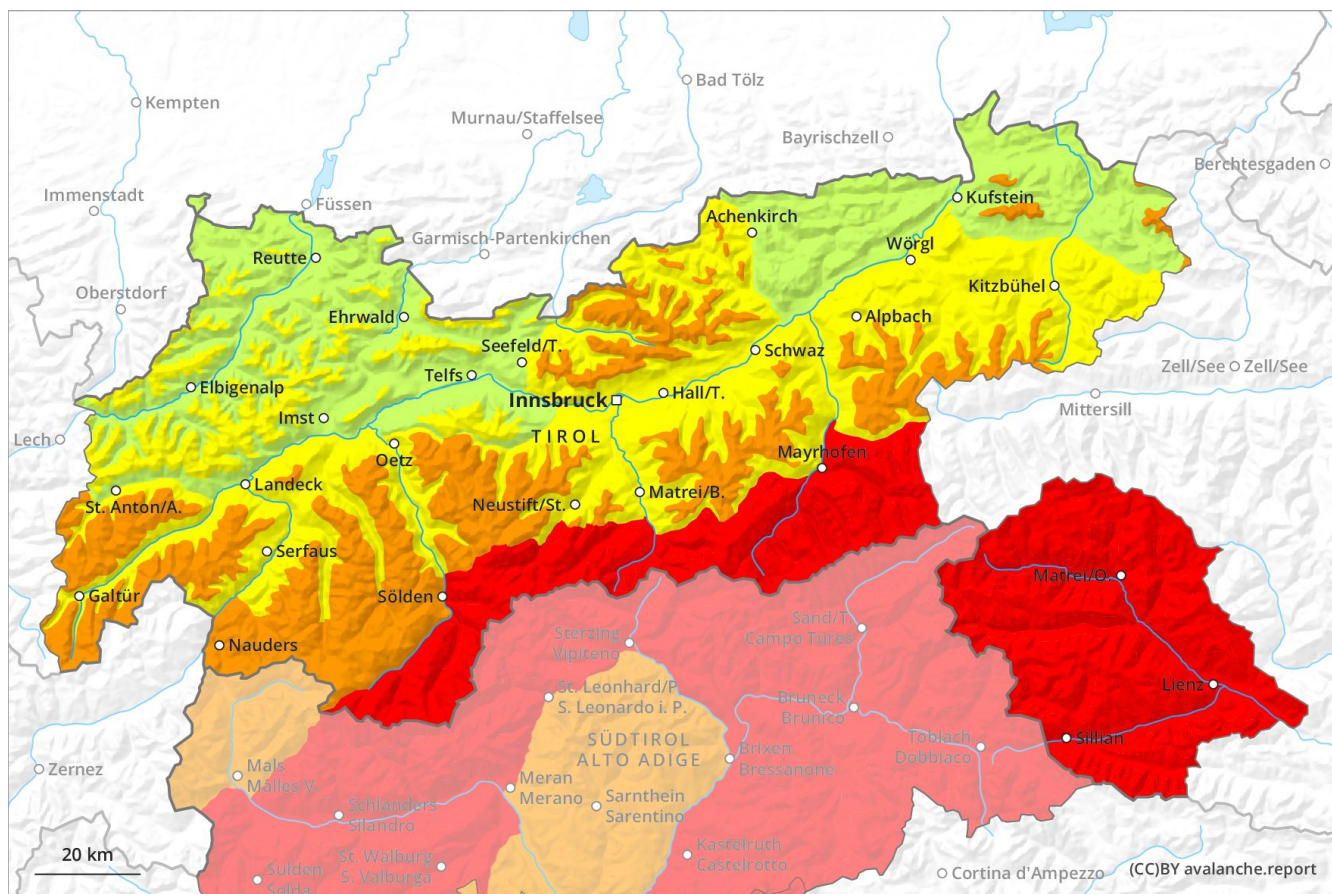 Bad Tölz
Kempten
Murnau/Staffelsee
Bayrischzell
Berchtesgaden
Immenstadt
Füssen
Kufstein
Achenkirch
Garmisch-Partenkirchen
Reutte
Wörgl
Oberstdorf
Kitzbühel
Ehrwald
Alpbach
Seefeld/T.
Schwaz
Telfs
Zell/See
Zell/See
Elbigenalp
Innsbruck
Hall/T.
Mittersill
Imst
Lech
TIROL
Oetz
Mayrhofen
Landeck
St. Anton/A.
Neustift/St.
Matrei/B.
Serfaus
Matrei/O.
Galtür
Sölden
Sand/T.
Campo Tures
Sterzing
Vipiteno
Nauders
Lienz
St. Leonhard/P.
S. Leonardo i. P.
Bruneck
Brunico
SÜDTIROL
ALTO ADIGE
Toblach
Dobbiaco
Sillian
Brixen
Bressanone
Zernez
Mals
Málles V.
Meran
Merano
Sarnthein
Sarentino
Schlanders
Silandro
Kastelruth
Castelrotto
20 km
St. Walburg
S. Valburga
Sulden
Solda
Cortina d'Ampezzo
(CC)BY avalanche.report